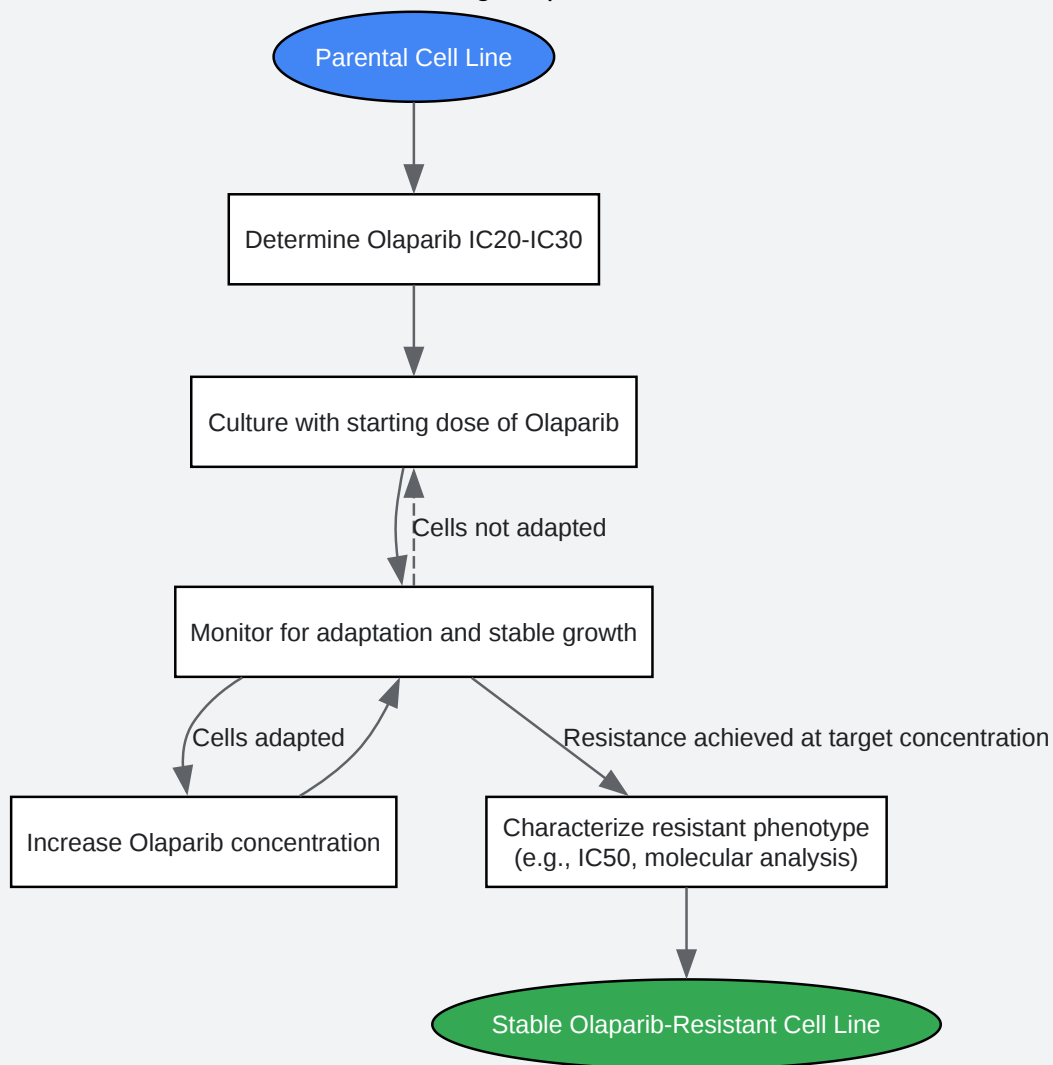 Parental Cell Line
Determine Olaparib IC20-IC30
Culture with starting dose of Olaparib
Cells not adapted
Monitor for adaptation and stable growth
Cells adapted
Resistance achieved at target concentration
Increase Olaparib concentration
Characterize resistant phenotype
(e.g., IC50, molecular analysis)
Stable Olaparib-Resistant Cell Line